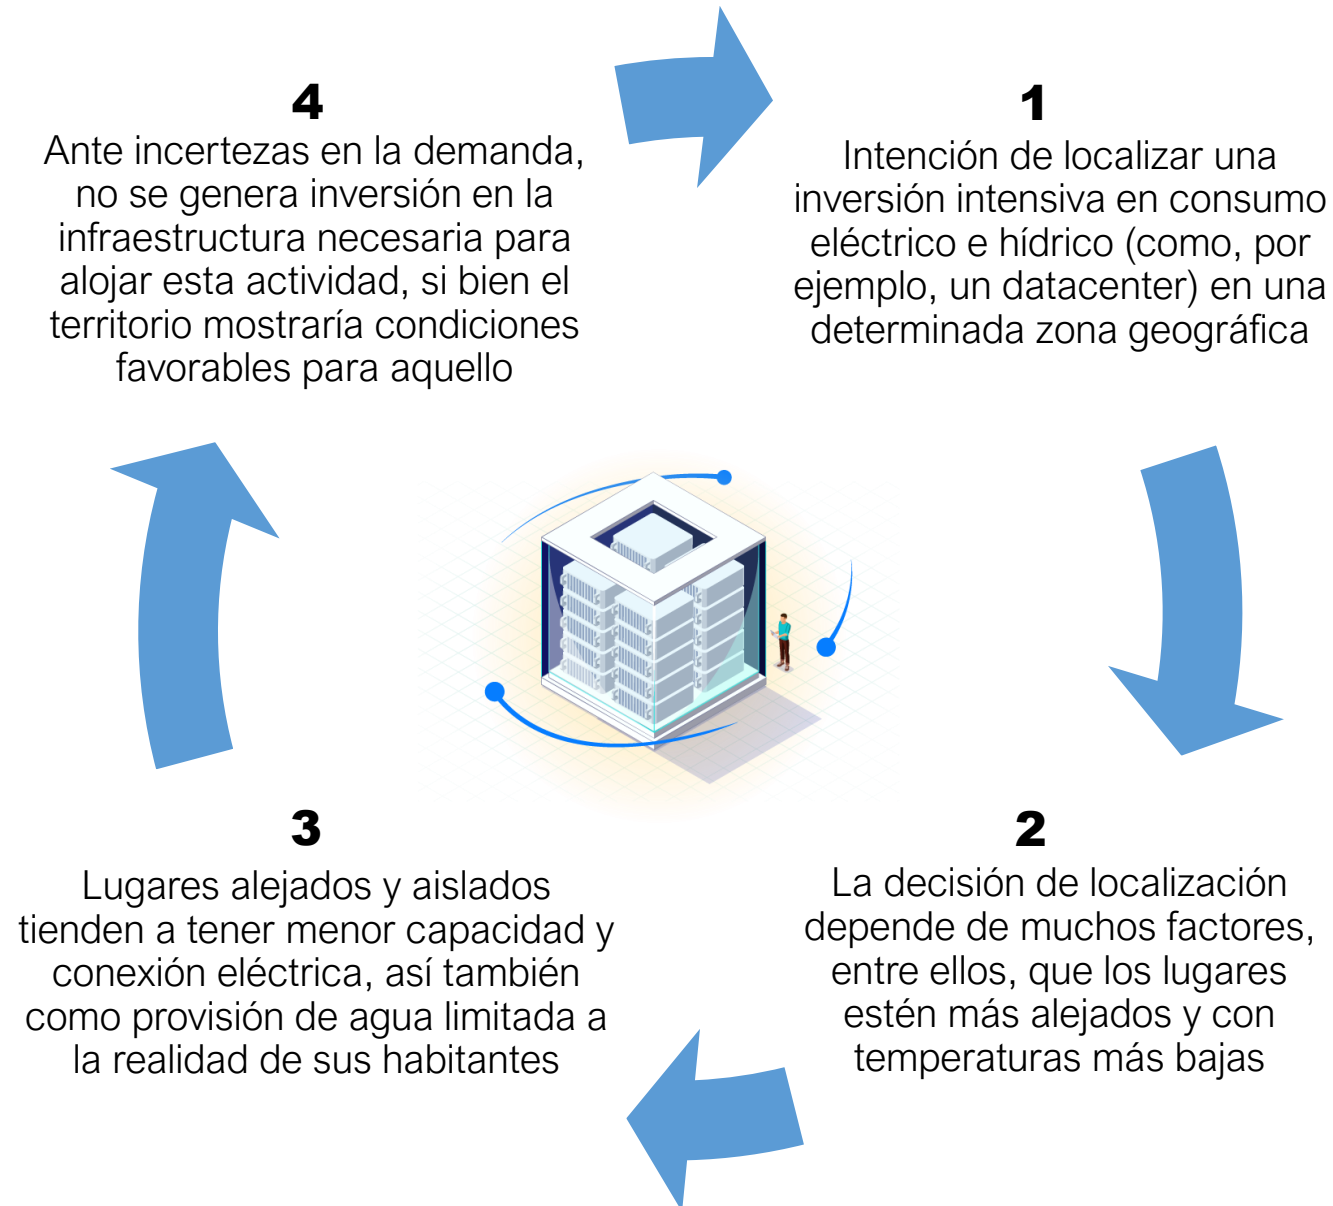 4
Ante incertezas en la demanda,
no se genera inversión en la
infraestructura necesaria para
alojar esta actividad, si bien el
territorio mostraría condiciones
favorables para aquello
1
Intención de localizar una
inversión intensiva en consumo
eléctrico e hídrico (como, por
ejemplo, un datacenter) en una
determinada zona geográfica
2
La decisión de localización
depende de muchos factores,
entre ellos, que los lugares
estén más alejados y con
temperaturas más bajas
3
Lugares alejados y aislados
tienden a tener menor capacidad y
conexión eléctrica, así también
como provisión de agua limitada a
la realidad de sus habitantes